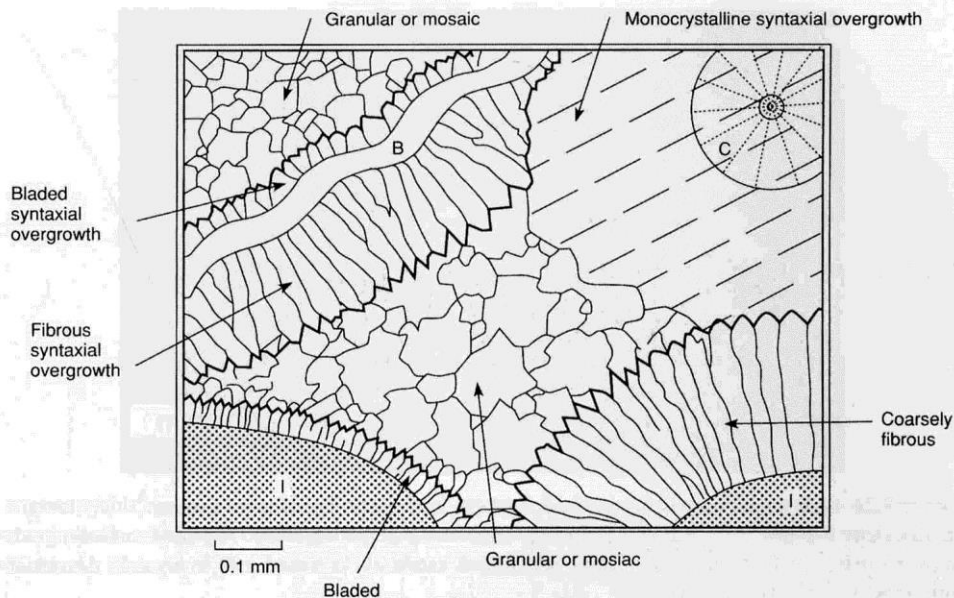 Granular or mosaic
Monocrystalline syntaxial overgrowth
B
C
Bladed
syntaxial
overgrowth
Fibrous
syntaxial
overgrowth
Coarsely
fibrous
I
I
0.1 mm
Granular or mosiac
Bladed